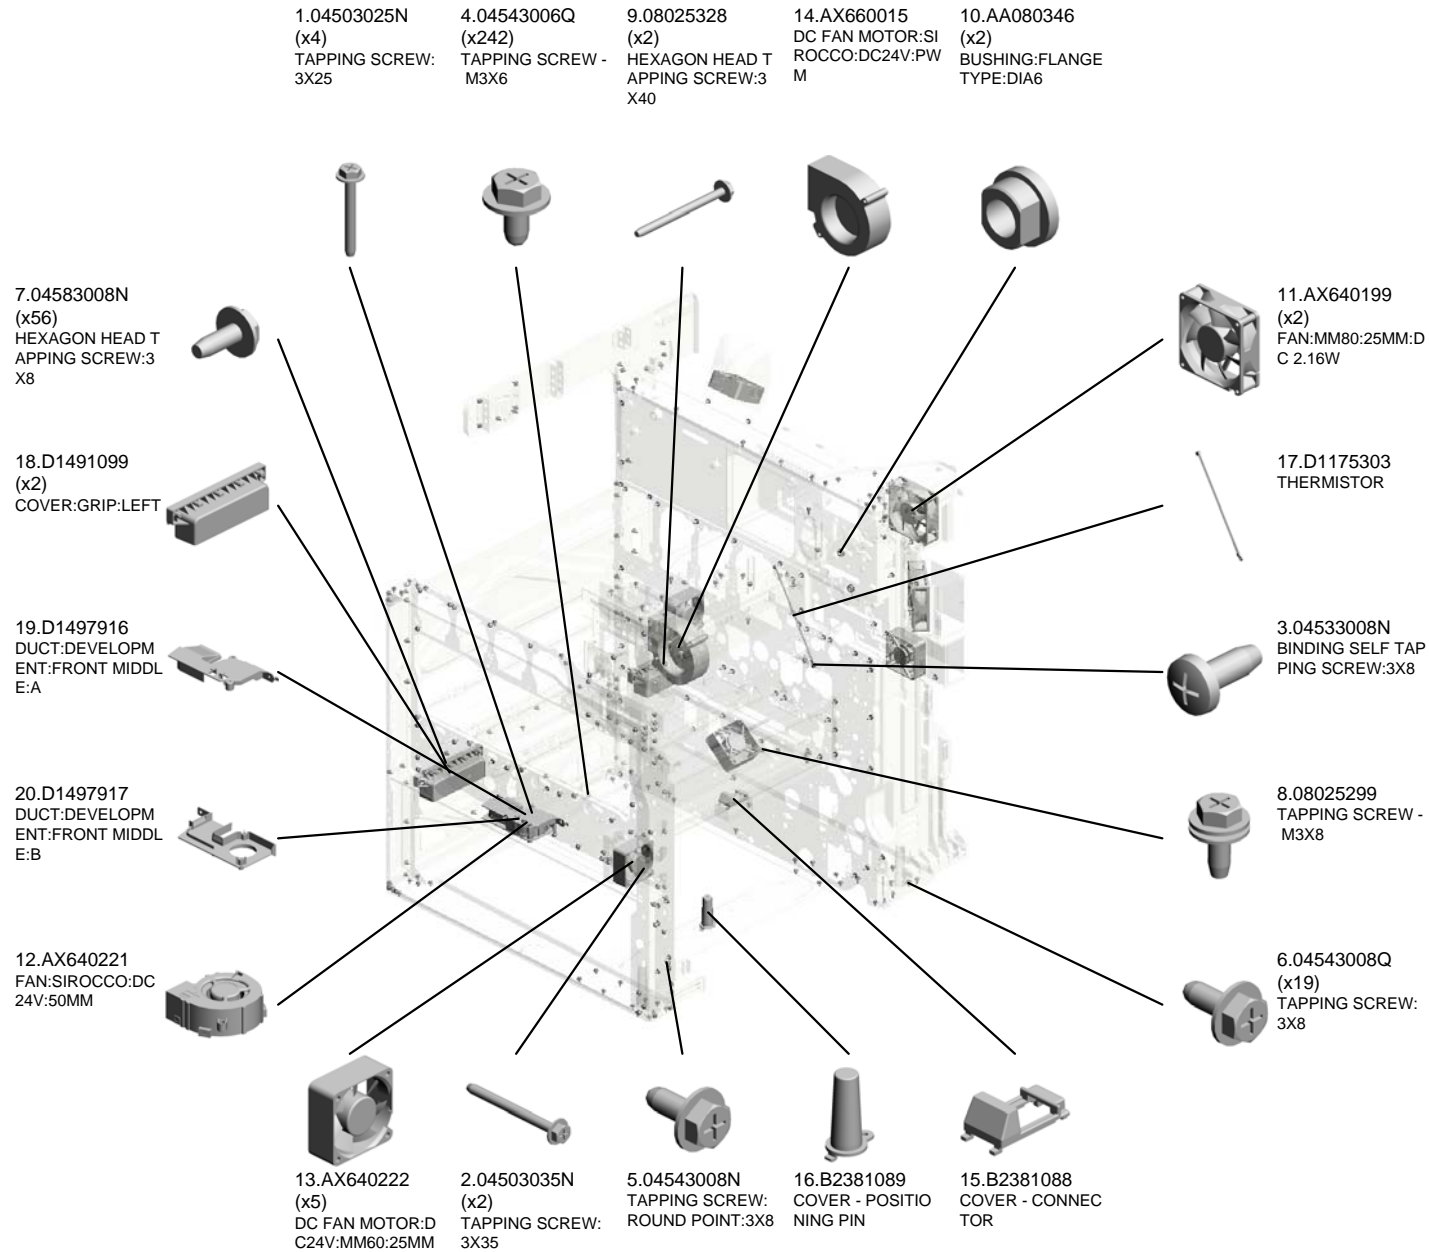 1.04503025N
(x4)
TAPPING SCREW:
3X25
4.04543006Q
(x242)
TAPPING SCREW -
M3X6
9.08025328
(x2)
HEXAGON HEAD T
APPING SCREW:3
X40
14.AX660015
DC FAN MOTOR:SI
ROCCO:DC24V:PW
M
10.AA080346
(x2)
BUSHING:FLANGE
TYPE:DIA6
7.04583008N
(x56)
HEXAGON HEAD T
APPING SCREW:3
X8
18.D1491099
(x2)
COVER:GRIP:LEFT
19.D1497916
DUCT:DEVELOPM
ENT:FRONT MIDDL
E:A
20.D1497917
DUCT:DEVELOPM
ENT:FRONT MIDDL
E:B
12.AX640221
FAN:SIROCCO:DC
24V:50MM
11.AX640199
(x2)
FAN:MM80:25MM:D
C 2.16W
17.D1175303
THERMISTOR
3.04533008N
BINDING SELF TAP
PING SCREW:3X8
8.08025299
TAPPING SCREW -
M3X8
6.04543008Q
(x19)
TAPPING SCREW:
3X8
13.AX640222
(x5)
DC FAN MOTOR:D
C24V:MM60:25MM
2.04503035N
(x2)
TAPPING SCREW:
3X35
5.04543008N
TAPPING SCREW:
ROUND POINT:3X8
16.B2381089
COVER - POSITIO
NING PIN
15.B2381088
COVER - CONNEC
TOR